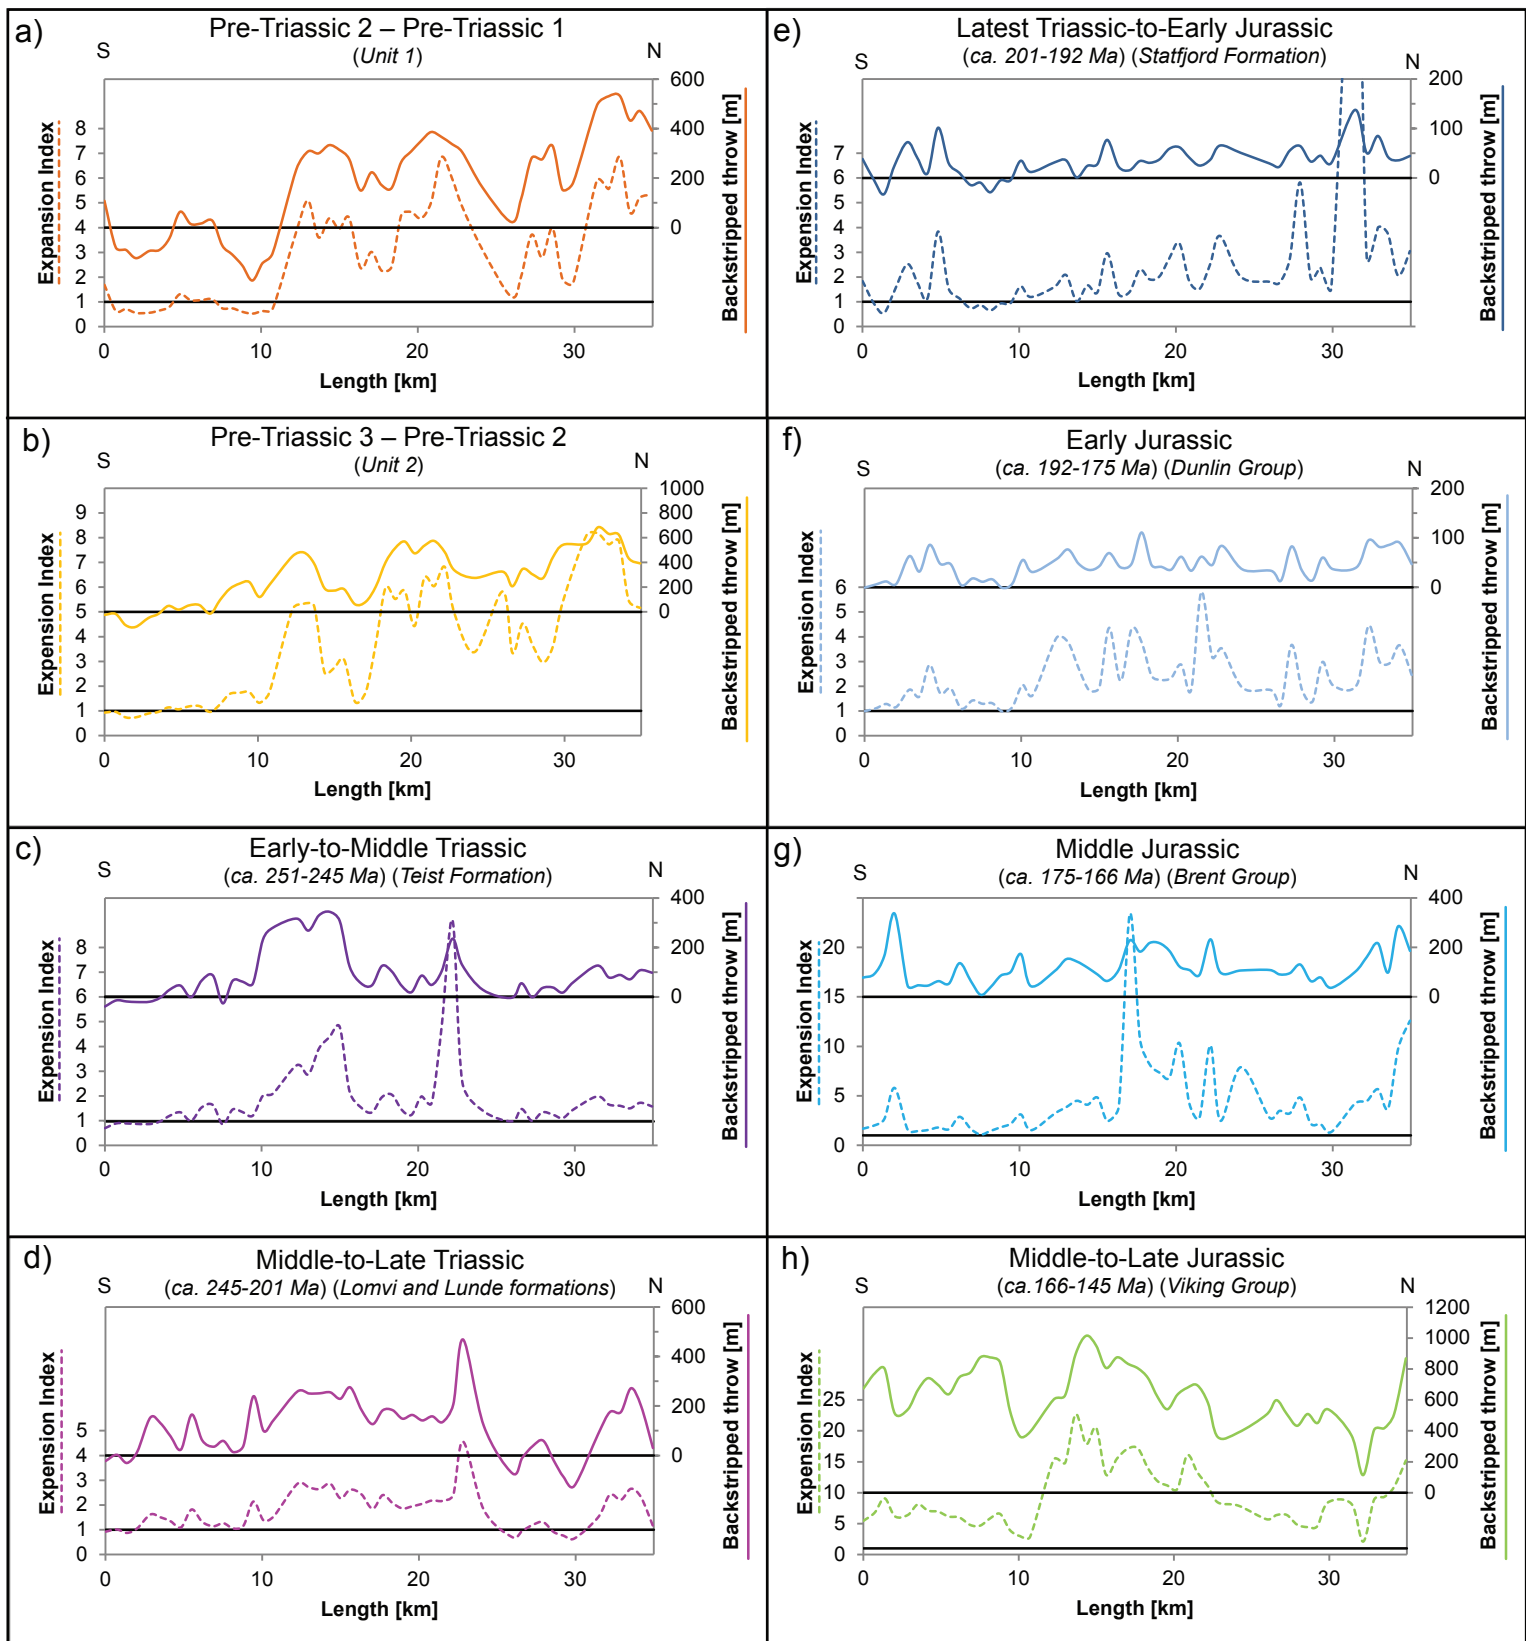 a)
Pre-Triassic 2 – Pre-Triassic 1
(Unit 1)
S
N
Expansion Index
Backstripped throw [m]
600
400
200
0
8
7
6
5
4
3
2
1
0
0
10
20
30
Length [km]
b)
Pre-Triassic 3 – Pre-Triassic 2
(Unit 2)
S
N
Expension Index
Backstripped throw [m]
1000
800
600
400
200
0
9
8
7
6
5
4
3
2
1
0
0
10
20
30
Length [km]
c)
Early-to-Middle Triassic
(ca. 251-245 Ma) (Teist Formation)
S
N
Expension Index
Backstripped throw [m]
400
200
0
8
7
6
5
4
3
2
1
0
0
10
20
30
Length [km]
d)
Middle-to-Late Triassic
(ca. 245-201 Ma) (Lomvi and Lunde formations)
S
N
Expension Index
Backstripped throw [m]
600
400
200
0
5
4
3
2
1
0
0
10
20
30
Length [km]
e)
Latest Triassic-to-Early Jurassic
(ca. 201-192 Ma) (Statfjord Formation)
S
N
Expension Index
Backstripped throw [m]
200
100
0
7
6
5
4
3
2
1
0
0
10
20
30
Length [km]
f)
Early Jurassic
(ca. 192-175 Ma) (Dunlin Group)
S
N
Expension Index
Backstripped throw [m]
200
100
0
6
5
4
3
2
1
0
0
10
20
30
Length [km]
g)
Middle Jurassic
(ca. 175-166 Ma) (Brent Group)
S
N
Expension Index
Backstripped throw [m]
400
200
0
20
15
10
5
0
0
10
20
30
Length [km]
h)
Middle-to-Late Jurassic
(ca.166-145 Ma) (Viking Group)
S
N
Expension Index
Backstripped throw [m]
1200
1000
800
600
400
200
0
25
20
15
10
5
0
0
10
20
30
Length [km]